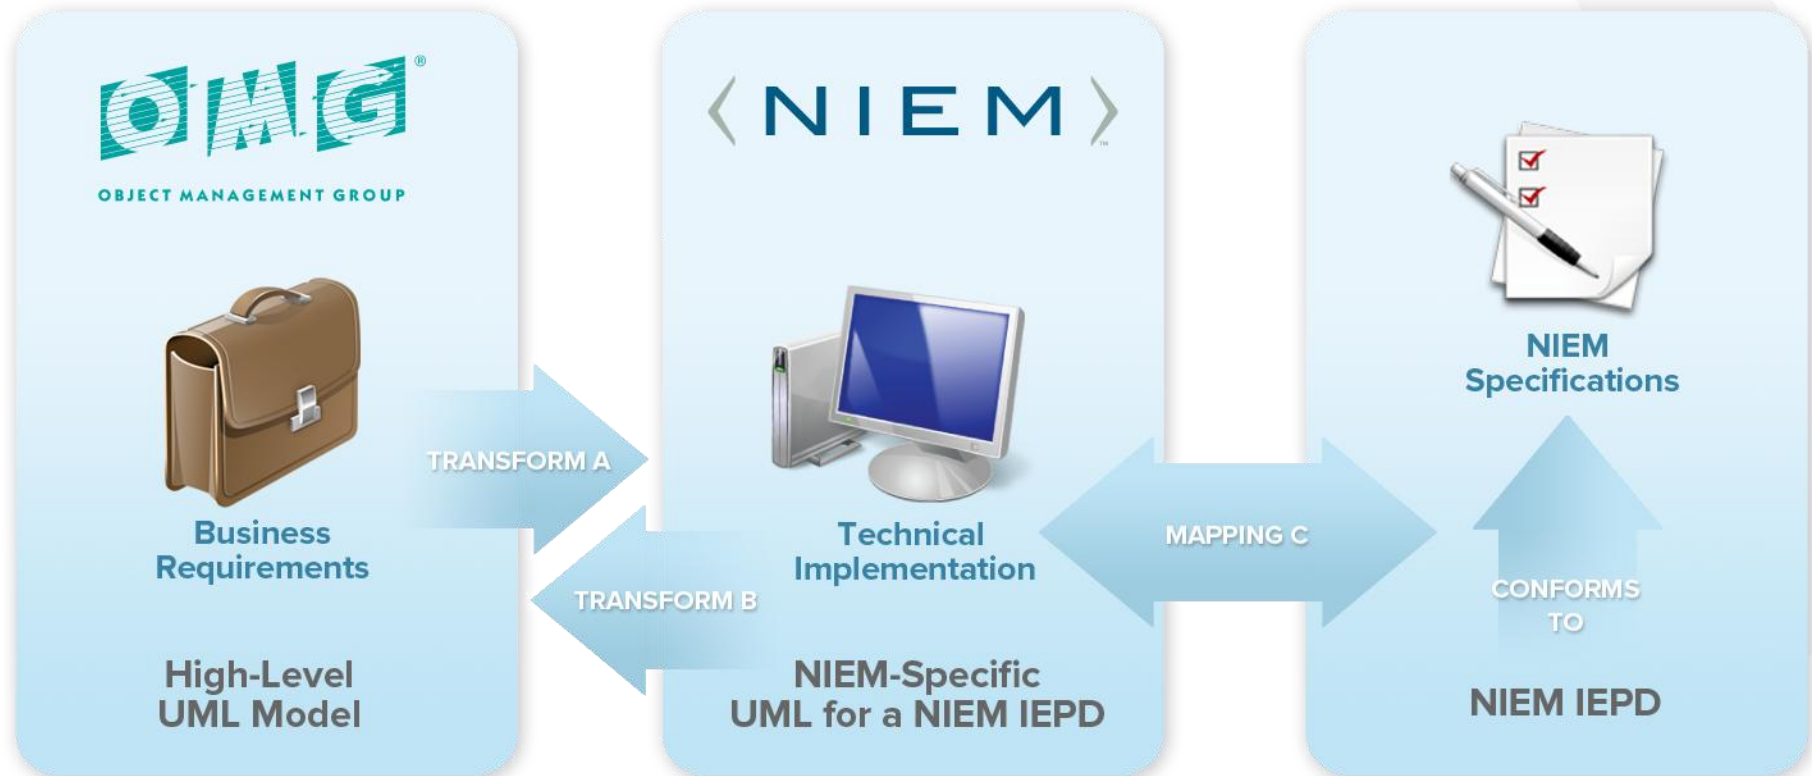 OMG®
OBJECT MANAGEMENT GROUP
Business
Requirements
High-Level
UML Model
TRANSFORM A
TRANSFORM B
〈NIEM〉™
Technical
Implementation
NIEM-Specific
UML for a NIEM IEPD
MAPPING C
NIEM
Specifications
CONFORMS
TO
NIEM IEPD